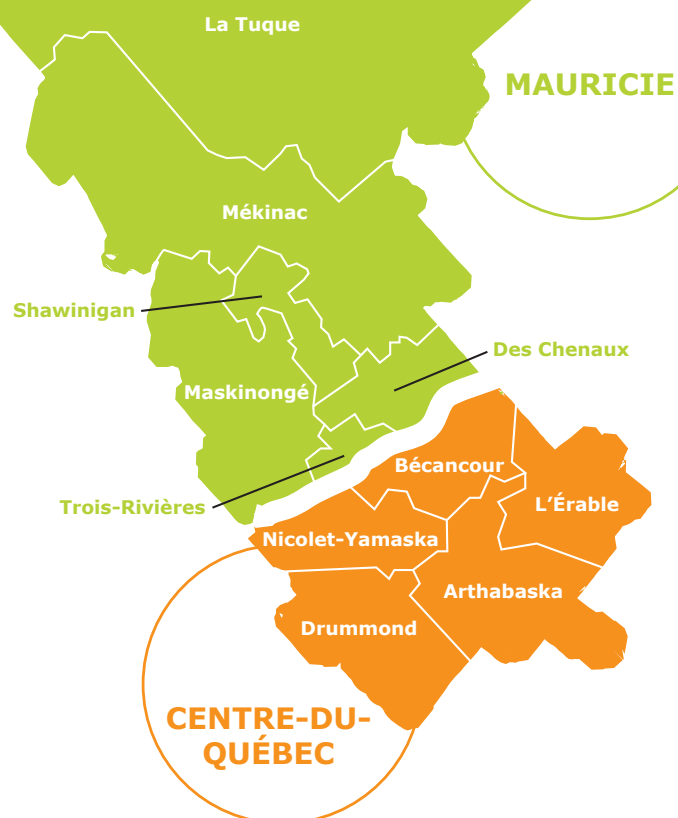 La Tuque
MAURICIE
Mékinac
Shawinigan
Des Chenaux
Maskinongé
Bécancour
L’Érable
Trois-Rivières
Nicolet-Yamaska
Arthabaska
Drummond
CENTRE-DU-
QUÉBEC